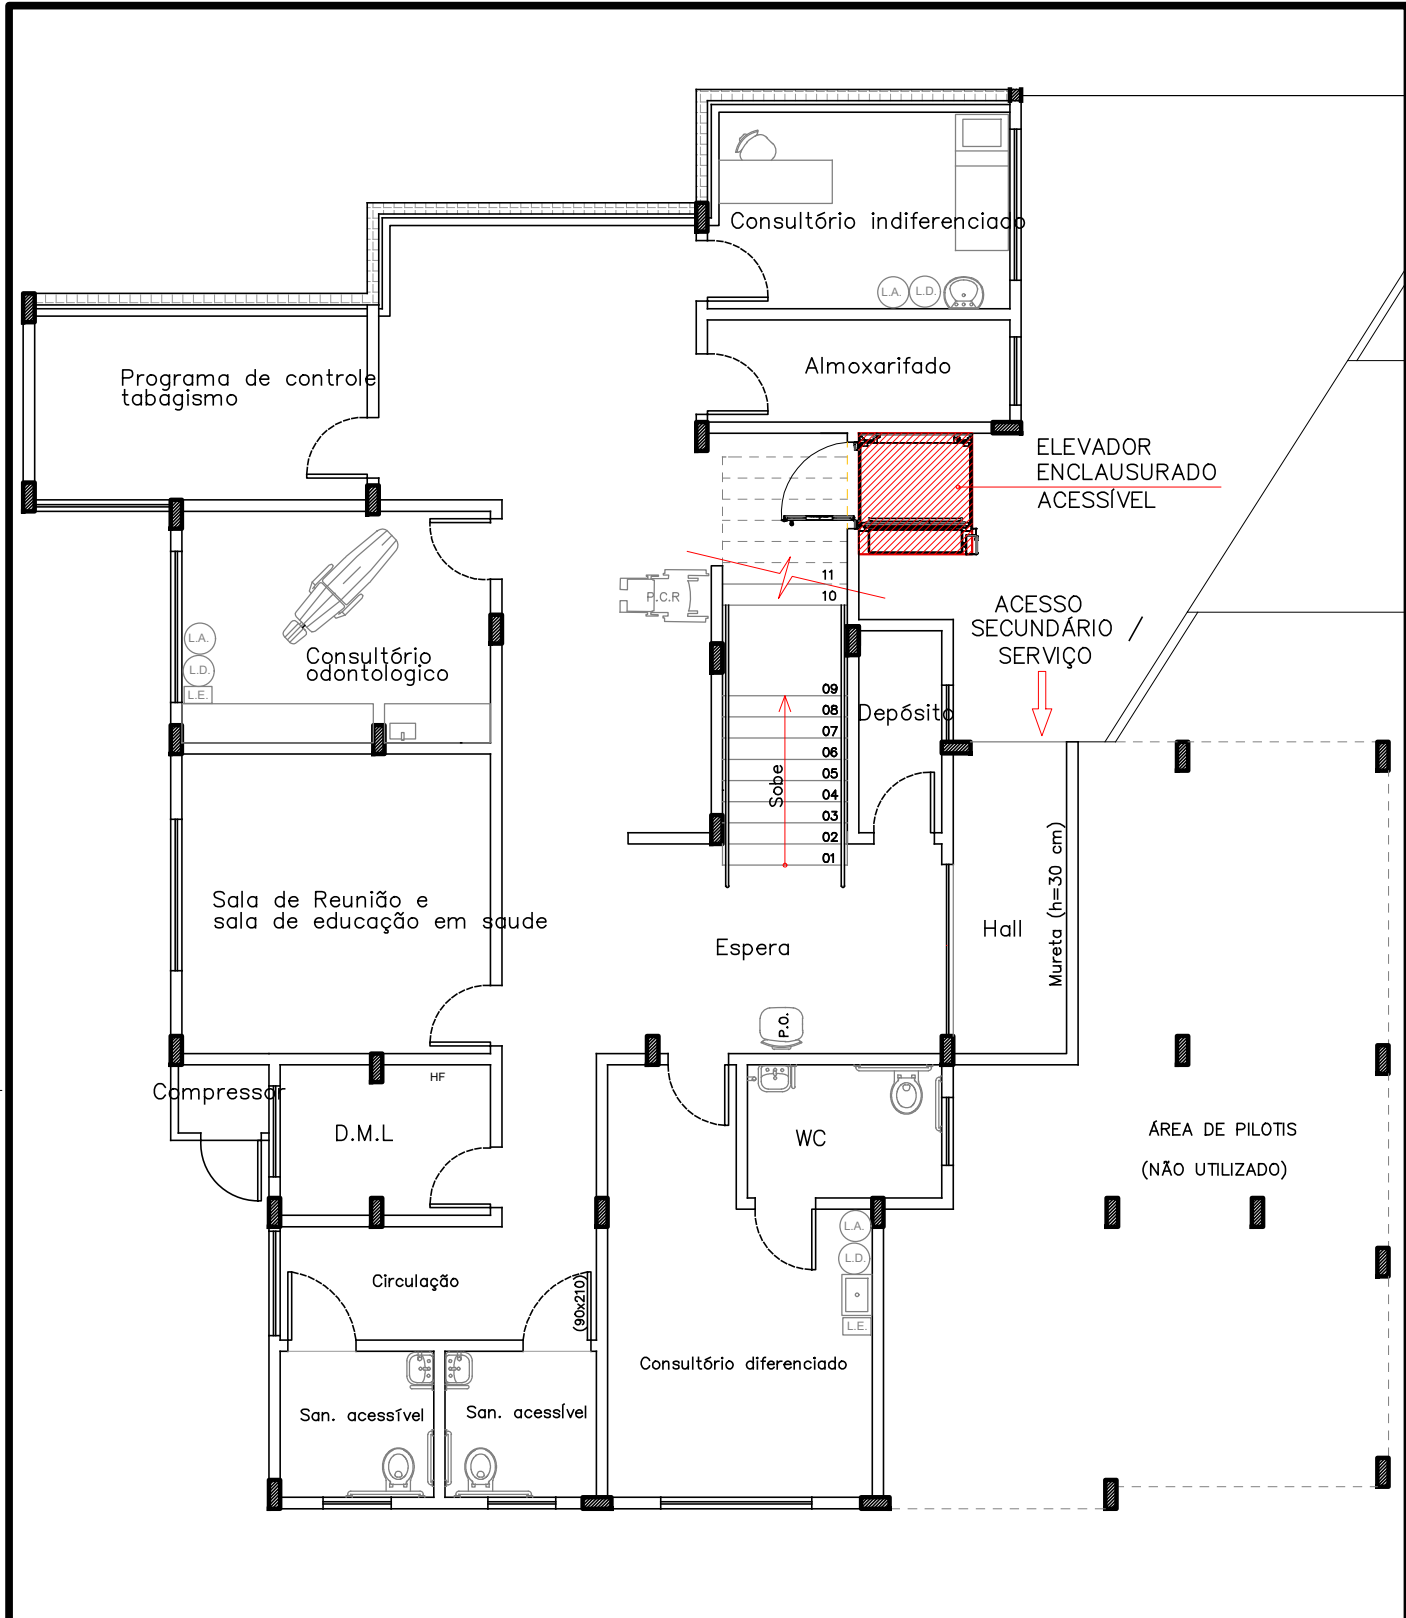 Consultório indiferenciado
L.A.
L.D.
Almoxarifado
Programa de controle
tabagismo
ELEVADOR
ENCLAUSURADO
ACESSÍVEL
11
10
P.C.R
ACESSO
SECUNDÁRIO /
SERVIÇO
L.A.
L.D.
L.E.
Consultório
odontologico
09
08
07
06
05
04
03
02
01
Sobe
Depósito
Sala de Reunião e
sala de educação em saude
Espera
Hall
Mureta (h=30 cm)
P.O.
Compressor
HF
D.M.L
WC
ÁREA DE PILOTIS
(NÃO UTILIZADO)
L.A.
L.D.
L.E.
Circulação
(90x210)
Consultório diferenciado
San. acessível
San. acessível